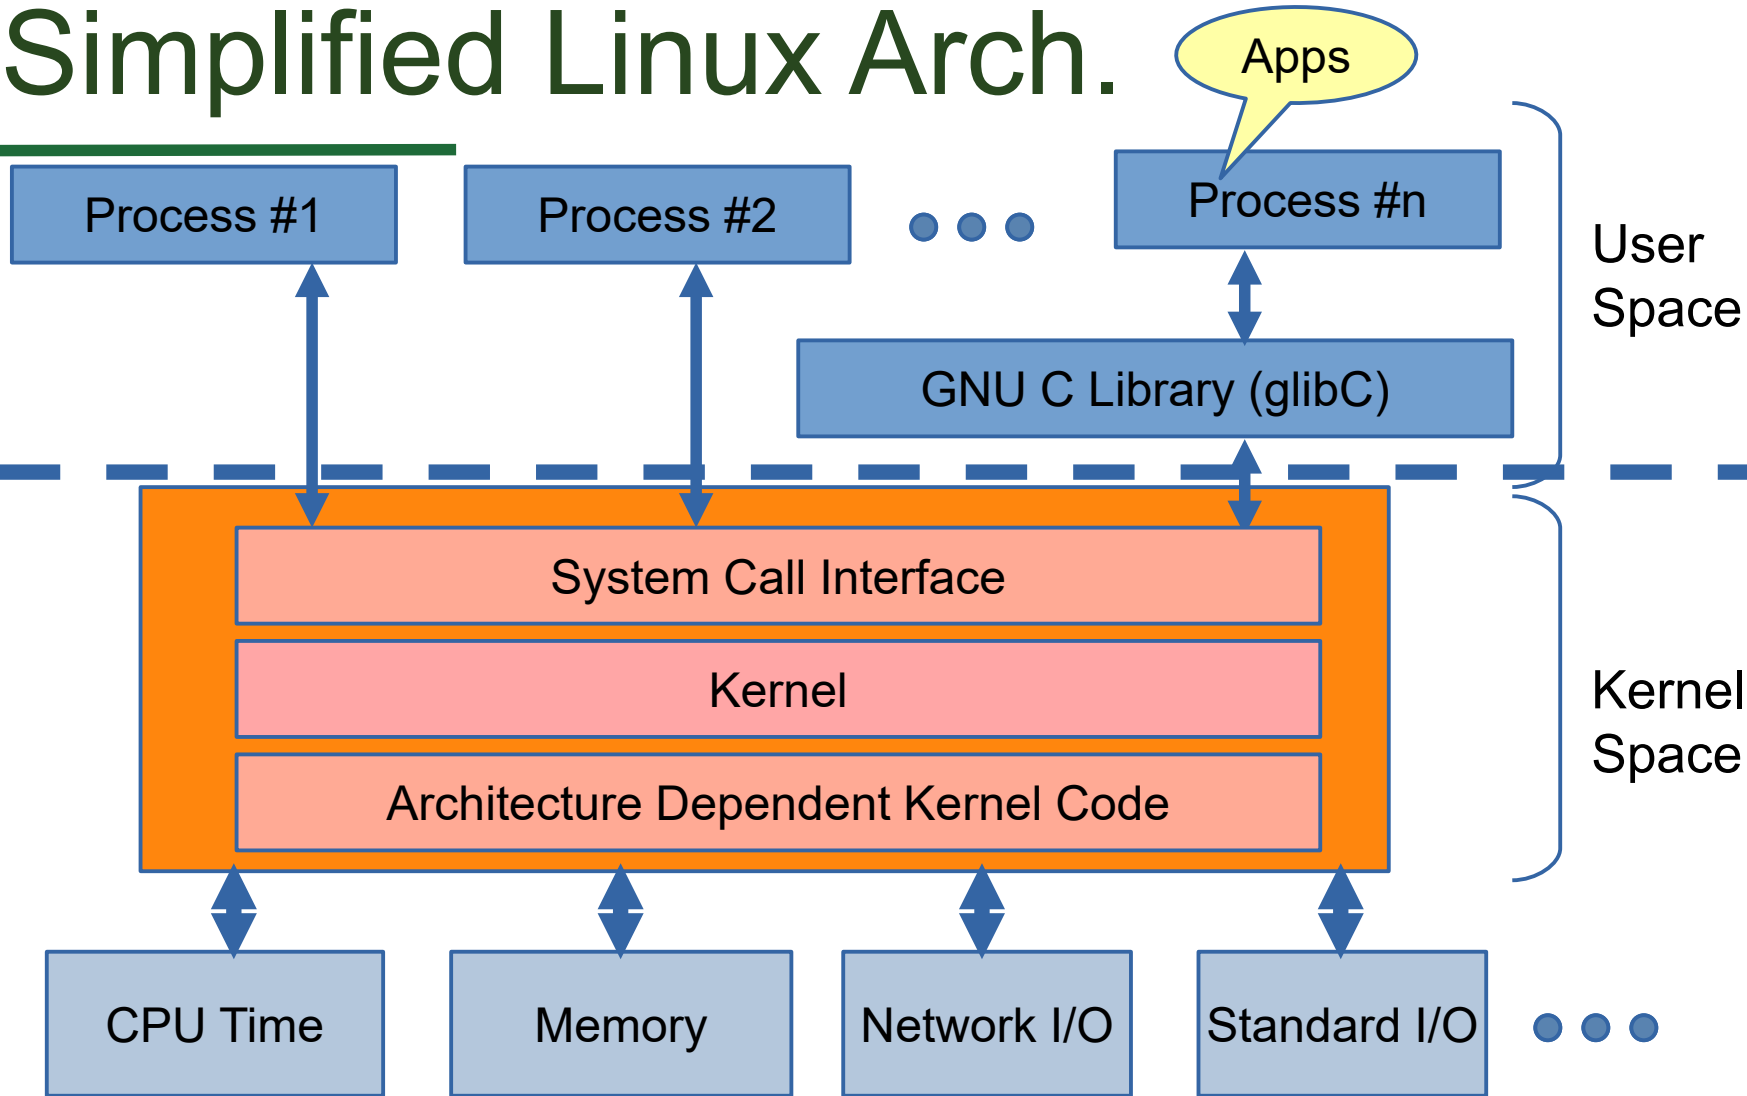 Simplified Linux Arch.
Apps
Process #1
Process #2
Process #n
User
Space
GNU C Library (glibC)
System Call Interface
Kernel
Architecture Dependent Kernel Code
Kernel
Space
CPU Time
Memory
Network I/O
Standard I/O